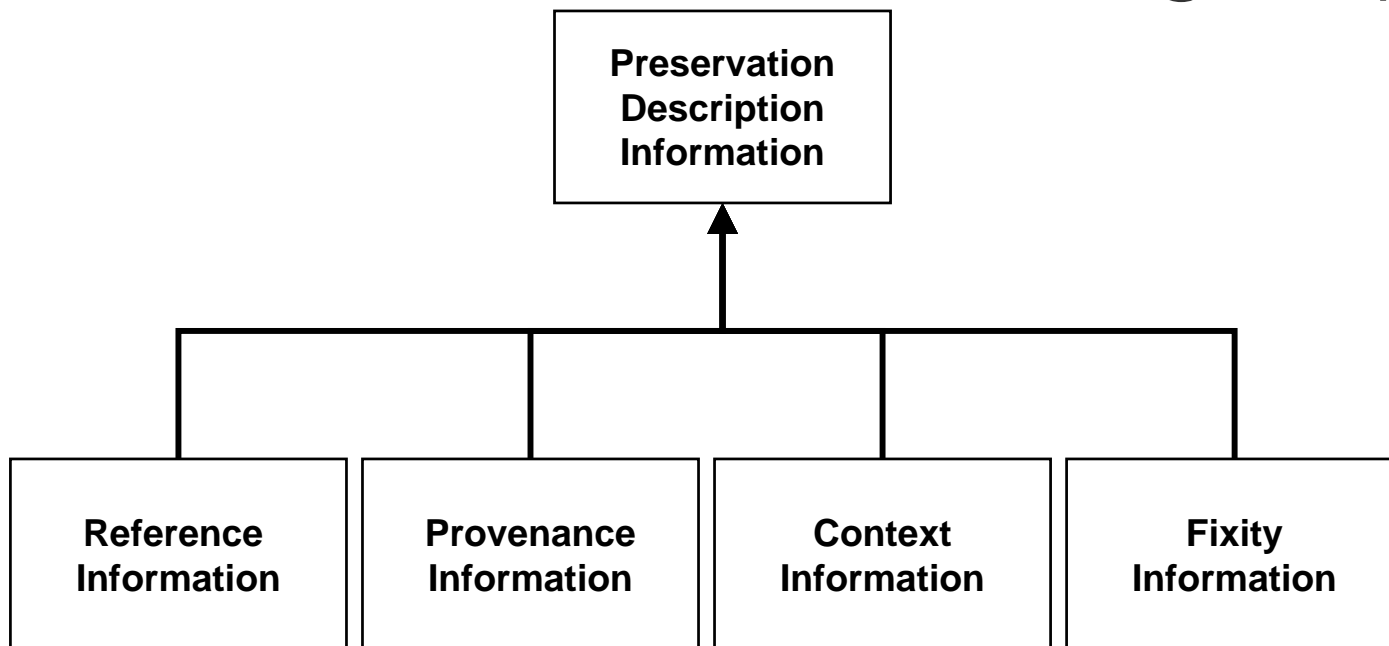 Preservation
Description
Information
Reference
Information
Provenance
Information
Context
Information
Fixity
Information